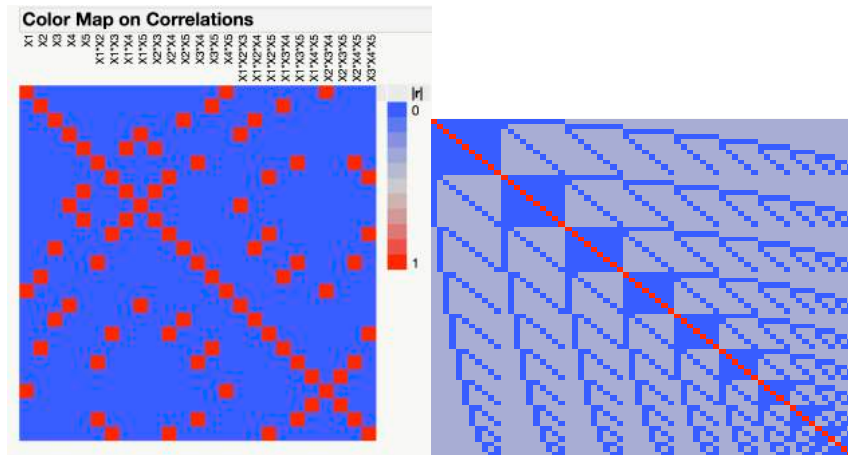 Color Map on Correlations
X1
X2
X3
X4
X5
X1*X2
X1*X3
X1*X4
X1*X5
X2*X3
X2*X4
X2*X5
X3*X4
X3*X5
X4*X5
X1*X2*X3
X1*X2*X4
X1*X2*X5
X1*X3*X4
X1*X3*X5
X1*X4*X5
X2*X3*X4
X2*X3*X5
X2*X4*X5
X3*X4*X5
|r|
0
1